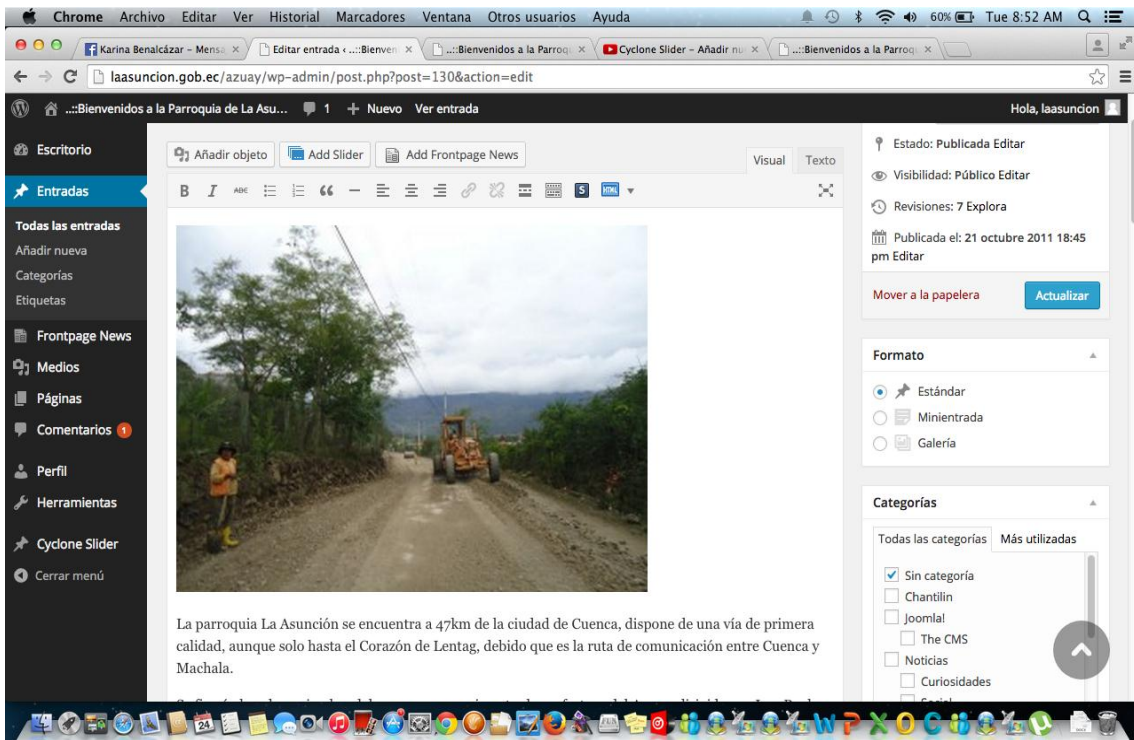 Chrome Archivo Editar Ver Historial Marcadores Ventana Otros usuarios Ayuda 60% Tue 8:52 AM
Karina Benalcázar – Mensa Editar entrada ‹ ..::Bienven ..::Bienvenidos a la Parroq Cyclone Slider – Añadir nu ..::Bienvenidos a la Parroq
laasuncion.gob.ec/azuay/wp-admin/post.php?post=130&action=edit
..::Bienvenidos a la Parroquia de La Asu... 1 + Nuevo Ver entrada Hola, laasuncion
Escritorio
Entradas
Todas las entradas
Añadir nueva
Categorías
Etiquetas
Frontpage News
Medios
Páginas
Comentarios 1
Perfil
Herramientas
Cyclone Slider
Cerrar menú
Añadir objeto Add Slider Add Frontpage News
Visual Texto
B I ABC S HTML
La parroquia La Asunción se encuentra a 47km de la ciudad de Cuenca, dispone de una vía de primera
calidad, aunque solo hasta el Corazón de Lentag, debido que es la ruta de comunicación entre Cuenca y
Machala.
Estado: Publicada Editar
Visibilidad: Público Editar
Revisiones: 7 Explora
Publicada el: 21 octubre 2011 18:45
pm Editar
Mover a la papelera Actualizar
Formato
Estándar
Minientrada
Galería
Categorías
Todas las categorías Más utilizadas
Sin categoría
Chantilin
Joomla!
The CMS
Noticias
Curiosidades